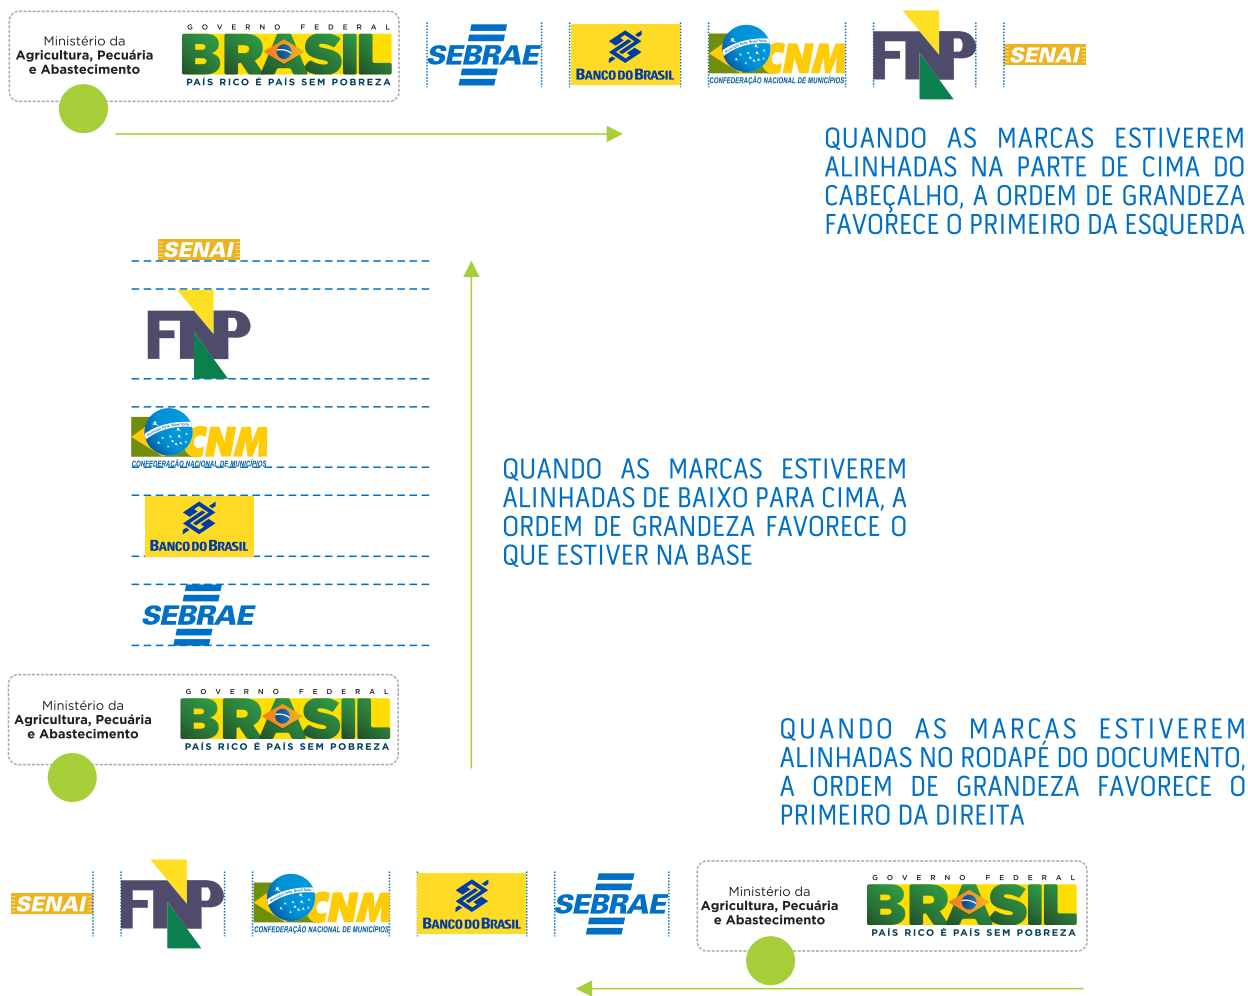 Ministério da
Agricultura, Pecuária
e Abastecimento
GOVERNO FEDERAL
BRASIL
PAÍS RICO É PAÍS SEM POBREZA
SEBRAE
BANCO DO BRASIL
CNM
CONFEDERAÇÃO NACIONAL DE MUNICÍPIOS
FNP
SENAI
QUANDO AS MARCAS ESTIVEREM
ALINHADAS NA PARTE DE CIMA DO
CABEÇALHO, A ORDEM DE GRANDEZA
FAVORECE O PRIMEIRO DA ESQUERDA
SENAI
FNP
CNM
CONFEDERAÇÃO NACIONAL DE MUNICÍPIOS
BANCO DO BRASIL
SEBRAE
QUANDO AS MARCAS ESTIVEREM
ALINHADAS DE BAIXO PARA CIMA, A
ORDEM DE GRANDEZA FAVORECE O
QUE ESTIVER NA BASE
Ministério da
Agricultura, Pecuária
e Abastecimento
GOVERNO FEDERAL
BRASIL
PAÍS RICO É PAÍS SEM POBREZA
QUANDO AS MARCAS ESTIVEREM
ALINHADAS NO RODAPÉ DO DOCUMENTO,
A ORDEM DE GRANDEZA FAVORECE O
PRIMEIRO DA DIREITA
SENAI
FNP
CNM
CONFEDERAÇÃO NACIONAL DE MUNICÍPIOS
BANCO DO BRASIL
SEBRAE
Ministério da
Agricultura, Pecuária
e Abastecimento
GOVERNO FEDERAL
BRASIL
PAÍS RICO É PAÍS SEM POBREZA